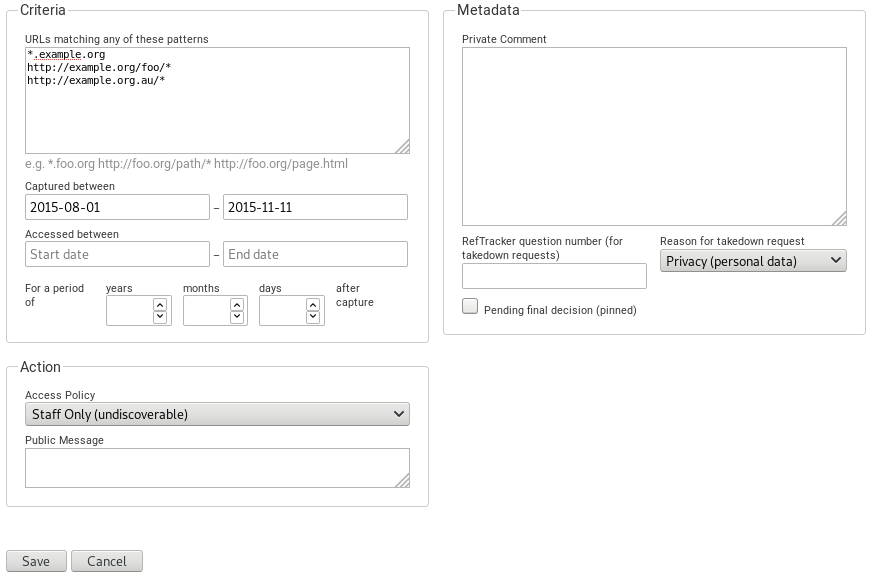 Criteria
URLs matching any of these patterns
*.example.org
http://example.org/foo/*
http://example.org.au/*
e.g. *.foo.org http://foo.org/path/* http://foo.org/page.html
Captured between
2015-08-01 – 2015-11-11
Accessed between
Start date – End date
For a period of years months days after capture
Action
Access Policy
Staff Only (undiscoverable)
Public Message
Save Cancel
Metadata
Private Comment
RefTracker question number (for takedown requests)
Reason for takedown request
Privacy (personal data)
Pending final decision (pinned)